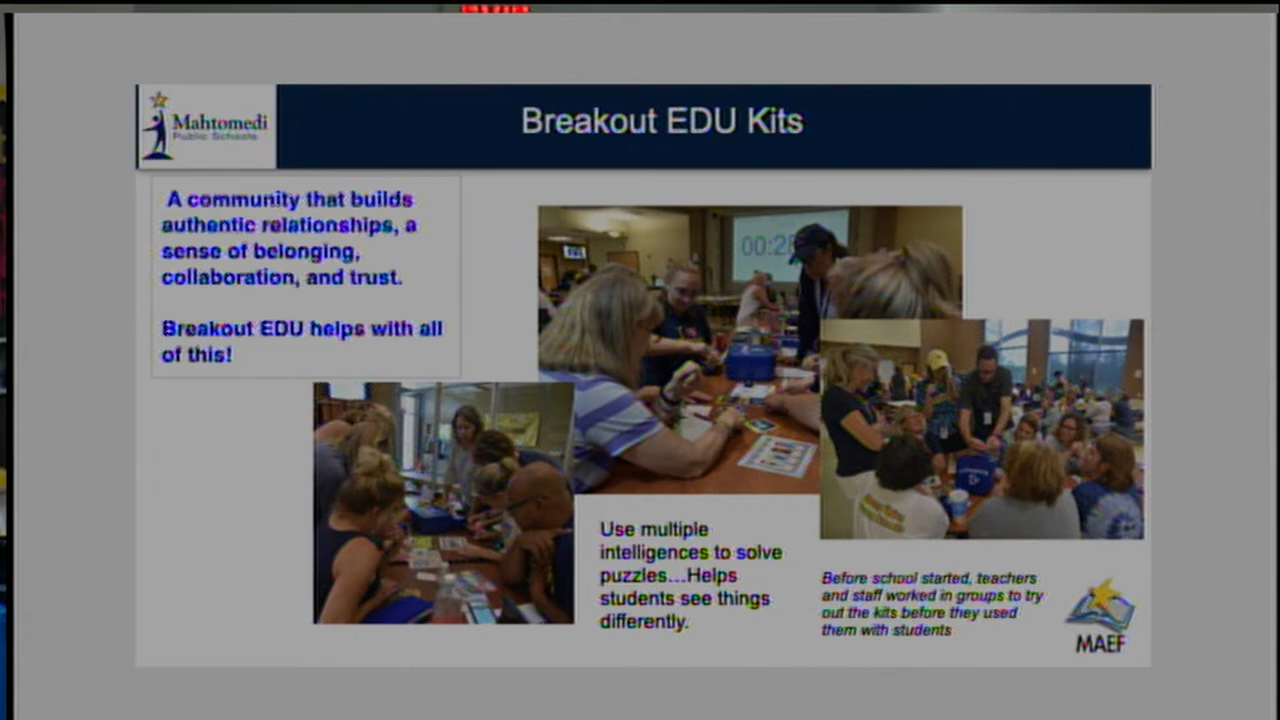 Mahtomedi
Public Schools
Breakout EDU Kits
A community that builds
authentic relationships, a
sense of belonging,
collaboration, and trust.
Breakout EDU helps with all
of this!
Use multiple
intelligences to solve
puzzles...Helps
students see things
differently.
Before school started, teachers
and staff worked in groups to try
out the kits before they used
them with students
MAEF